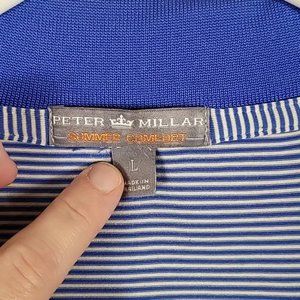 PETER MILLAR
SUMMER COMFORT
L
MADE IN
THAILAND